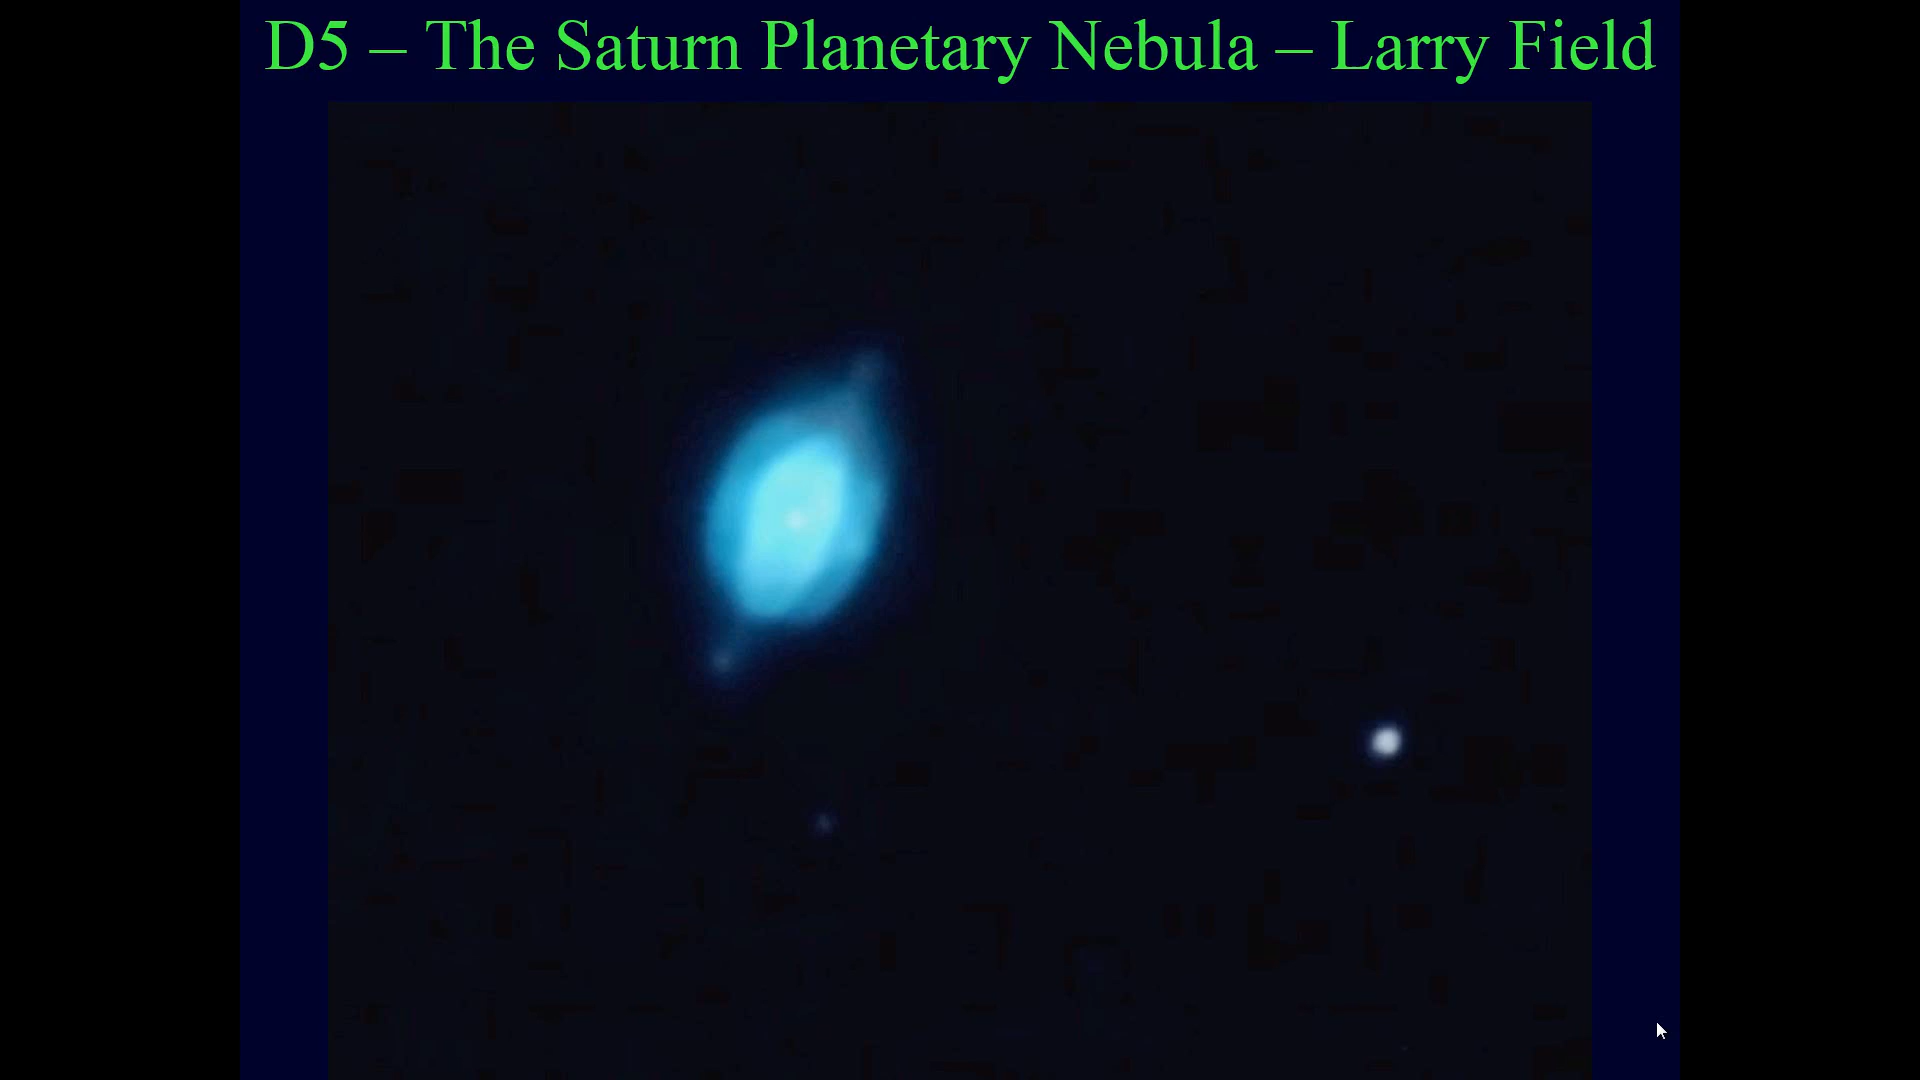 D5 – The Saturn Planetary Nebula – Larry Field